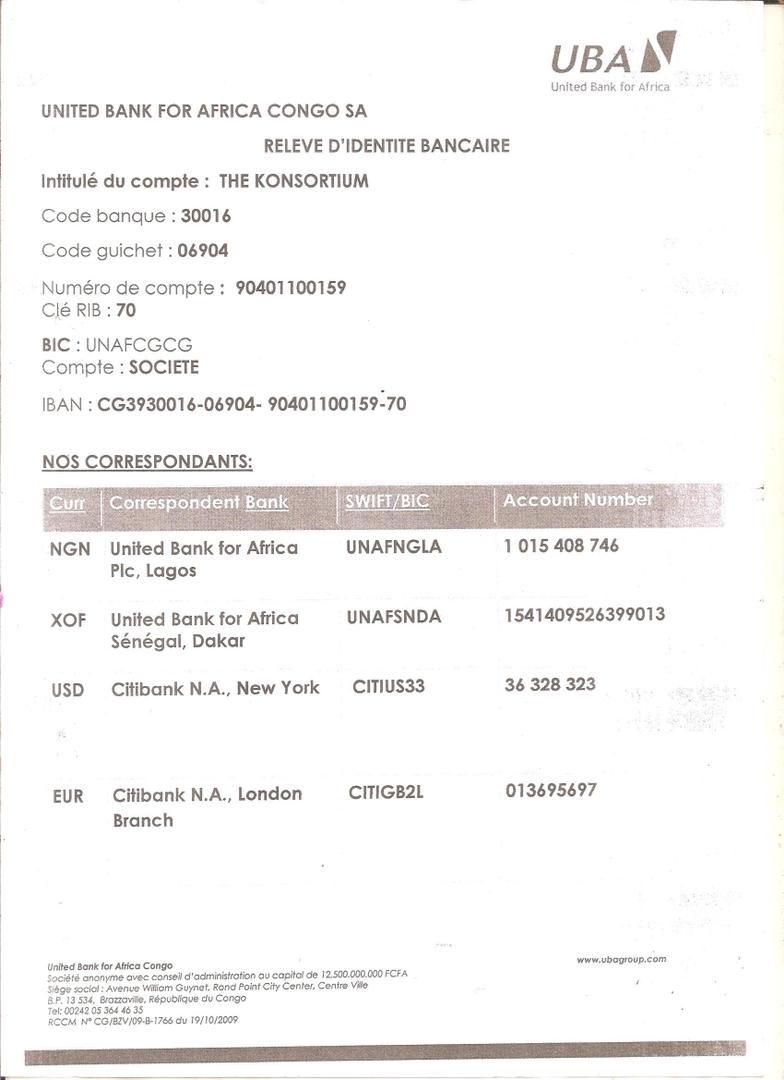 UBA
United Bank for Africa
UNITED BANK FOR AFRICA CONGO SA
RELEVE D'IDENTITE BANCAIRE
Intitulé du compte : THE KONSORTIUM
Code banque : 30016
Code guichet : 06904
Numéro de compte : 90401100159
Clé RIB : 70
BIC : UNAFCGCG
Compte : SOCIETE
IBAN : CG3930016-06904- 90401100159-70
NOS CORRESPONDANTS:
Curr Correspondent Bank SWIFT/BIC Account Number
NGN United Bank for Africa UNAFNGLA 1 015 408 746
Plc, Lagos
XOF United Bank for Africa UNAFSNDA 1541409526399013
Sénégal, Dakar
USD Citibank N.A., New York CITIUS33 36 328 323
EUR Citibank N.A., London CITIGB2L 013695697
Branch
United Bank for Africa Congo www.ubagroup.com
Société anonyme avec conseil d'administration au capital de 12.500.000.000 FCFA
Siège social : Avenue William Guynet, Rond Point City Center, Centre Ville
B.P. 13 534, Brazzaville, République du Congo
Tel: 00242 05 364 46 35
RCCM N° CG/BZV/09-B-1766 du 19/10/2009